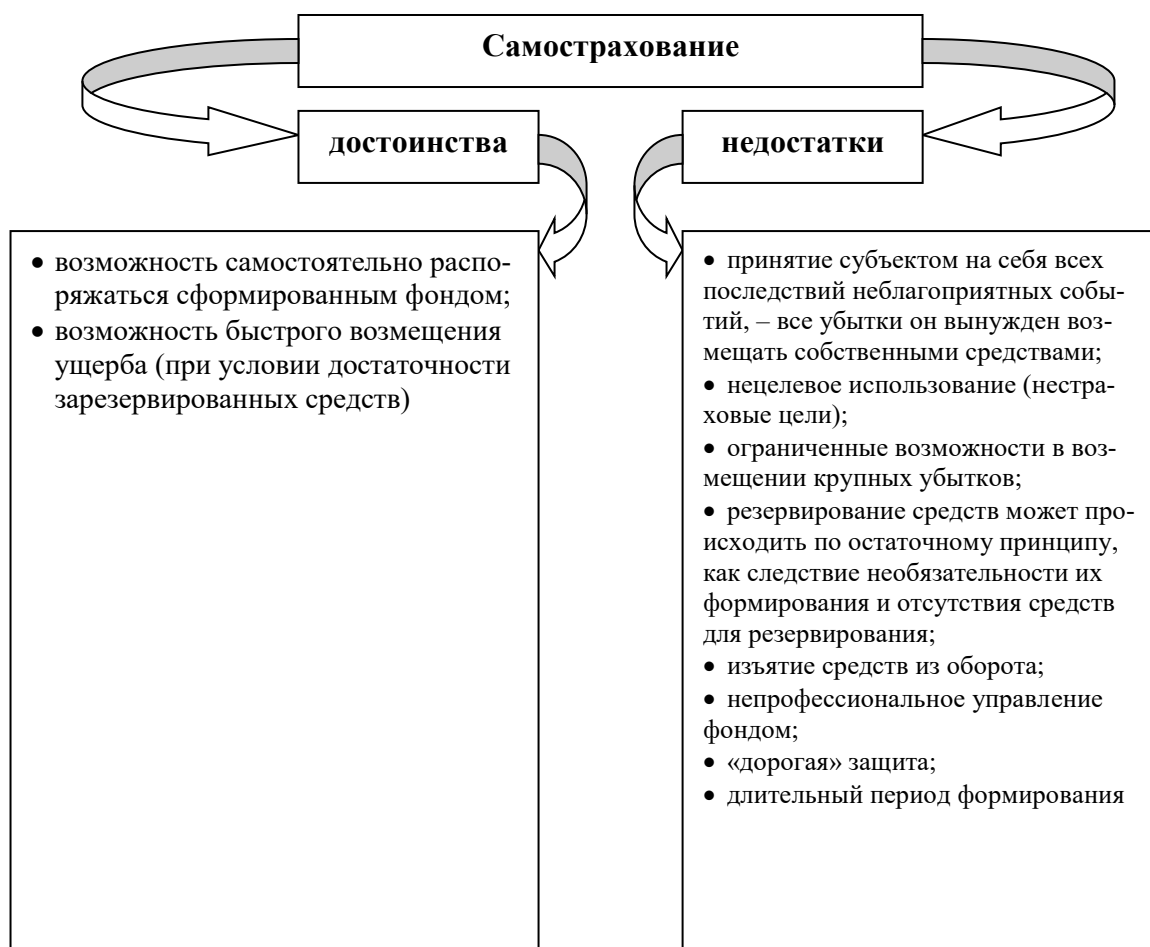 Самострахование
достоинства
недостатки
• возможность самостоятельно распо-
ряжаться сформированным фондом;
• возможность быстрого возмещения
ущерба (при условии достаточности
зарезервированных средств)
• принятие субъектом на себя всех
последствий неблагоприятных собы-
тий, – все убытки он вынужден воз-
мещать собственными средствами;
• нецелевое использование (нестра-
ховые цели);
• ограниченные возможности в воз-
мещении крупных убытков;
• резервирование средств может про-
исходить по остаточному принципу,
как следствие необязательности их
формирования и отсутствия средств
для резервирования;
• изъятие средств из оборота;
• непрофессиональное управление
фондом;
• «дорогая» защита;
• длительный период формирования